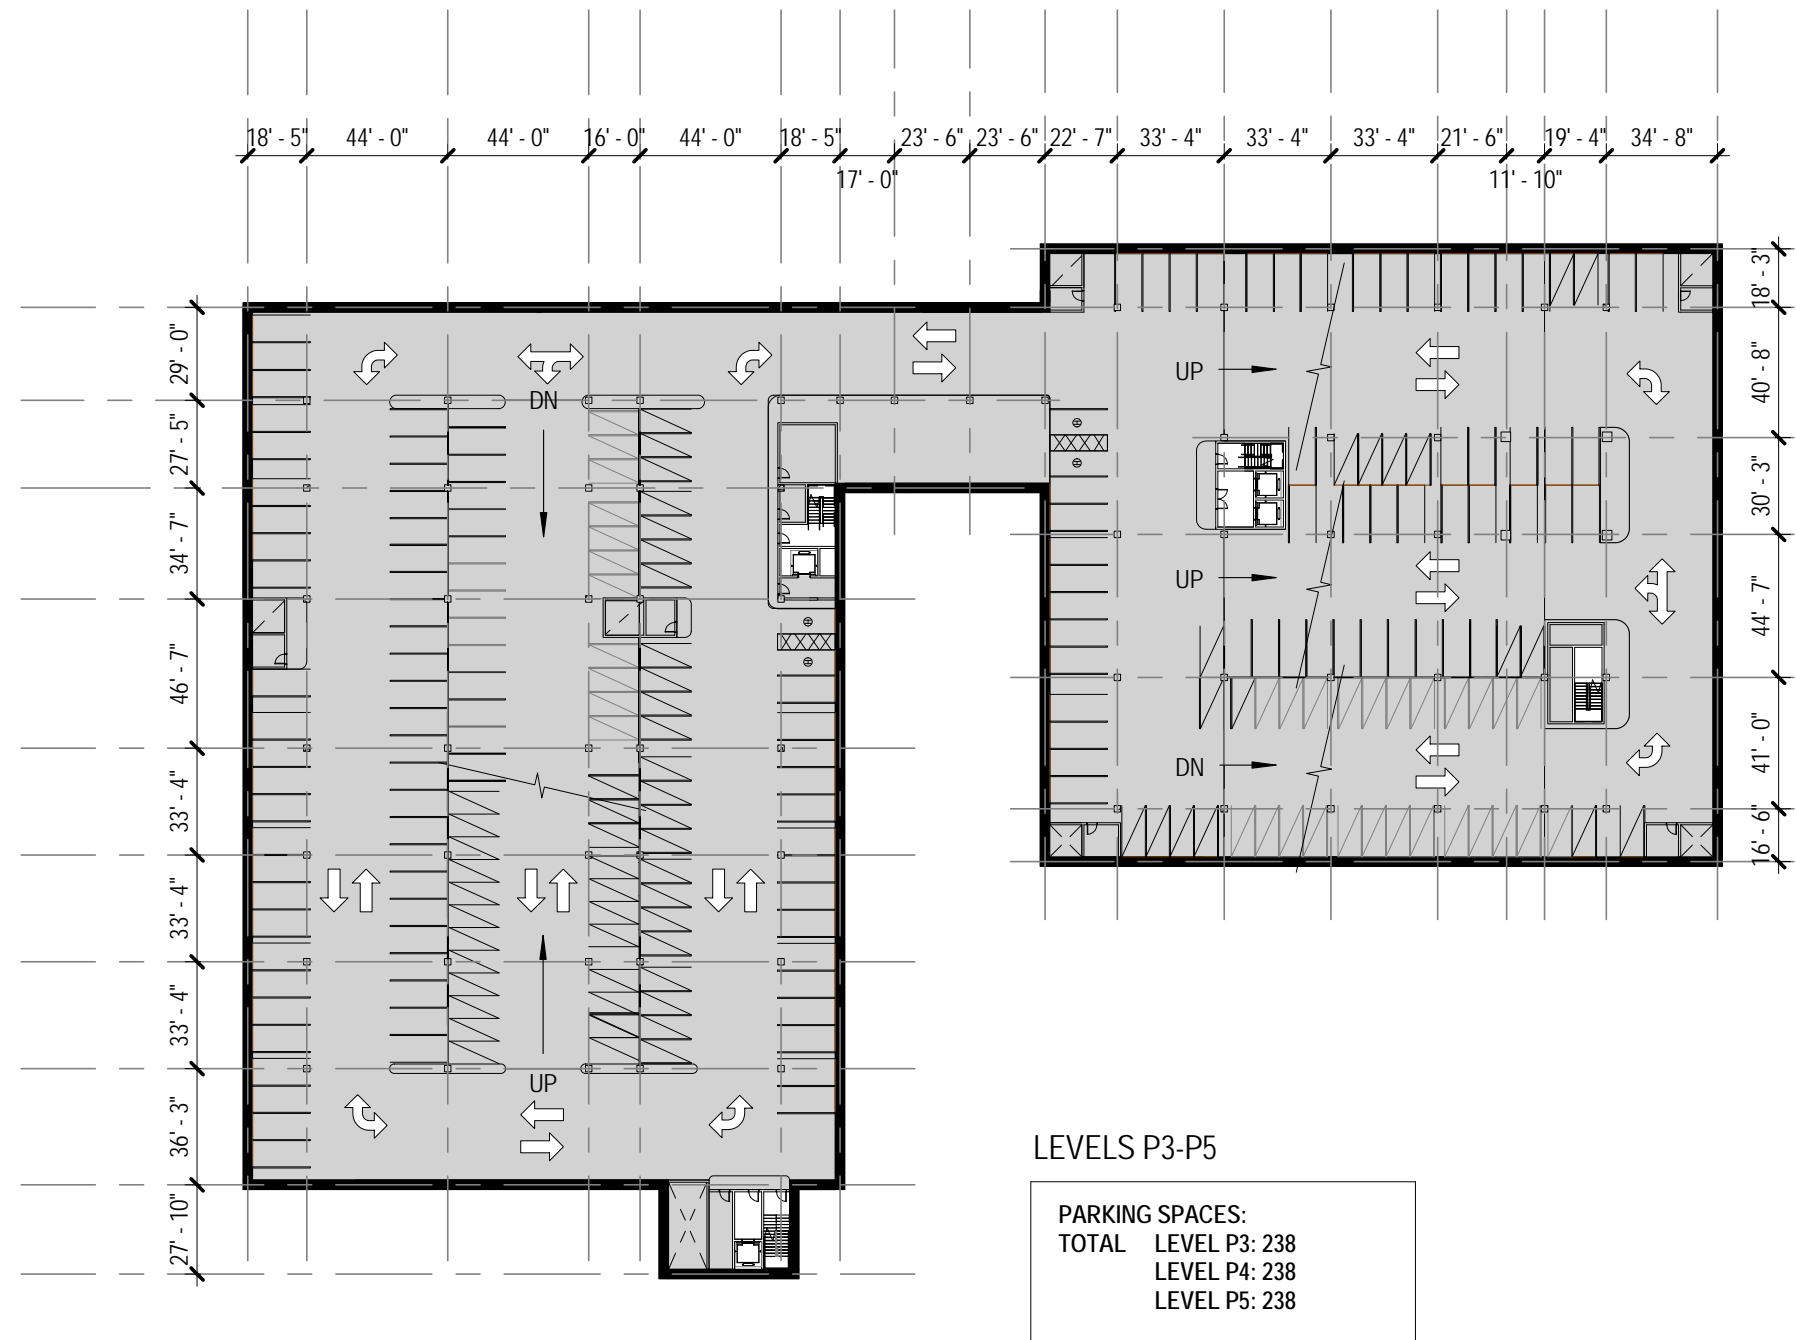 18' - 5" 44' - 0" 44' - 0" 16' - 0" 44' - 0" 18' - 5" 23' - 6" 23' - 6" 22' - 7" 33' - 4" 33' - 4" 33' - 4" 21' - 6" 19' - 4" 34' - 8"
17' - 0" 11' - 10"
18' - 3"
40' - 8"
30' - 3"
44' - 7"
41' - 0"
16' - 6"
29' - 0"
27' - 5"
34' - 7"
46' - 7"
33' - 4"
33' - 4"
33' - 4"
36' - 3"
27' - 10"
DN
UP
UP
UP
DN
LEVELS P3-P5
PARKING SPACES:
TOTAL LEVEL P3: 238
LEVEL P4: 238
LEVEL P5: 238